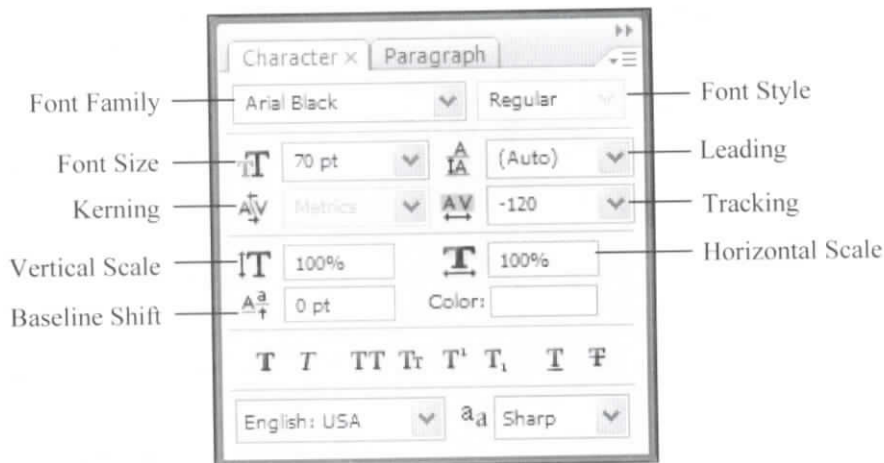 Character × Paragraph
Font Family Arial Black Regular Font Style
Font Size 70 pt (Auto) Leading
Kerning Metrics -120 Tracking
Vertical Scale 100% 100% Horizontal Scale
Baseline Shift 0 pt Color:
T T TT Tr T¹ T₁ T T
English: USA aa Sharp